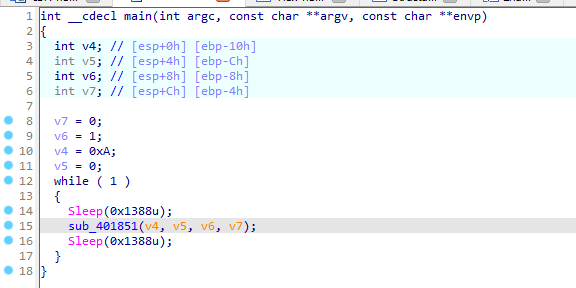 1 int __cdecl main(int argc, const char **argv, const char **envp)
2 {
3   int v4; // [esp+0h] [ebp-10h]
4   int v5; // [esp+4h] [ebp-Ch]
5   int v6; // [esp+8h] [ebp-8h]
6   int v7; // [esp+Ch] [ebp-4h]
7
8   v7 = 0;
9   v6 = 1;
10   v4 = 0xA;
11   v5 = 0;
12   while ( 1 )
13   {
14     Sleep(0x1388u);
15     sub_401851(v4, v5, v6, v7);
16     Sleep(0x1388u);
17   }
18 }